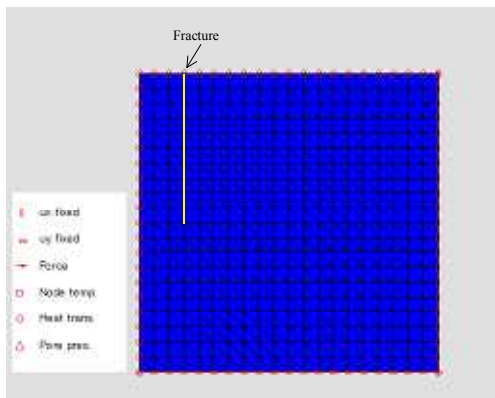 Fracture
ux fixed
uy fixed
Force
Node temp.
Heat trans.
Pore pres.